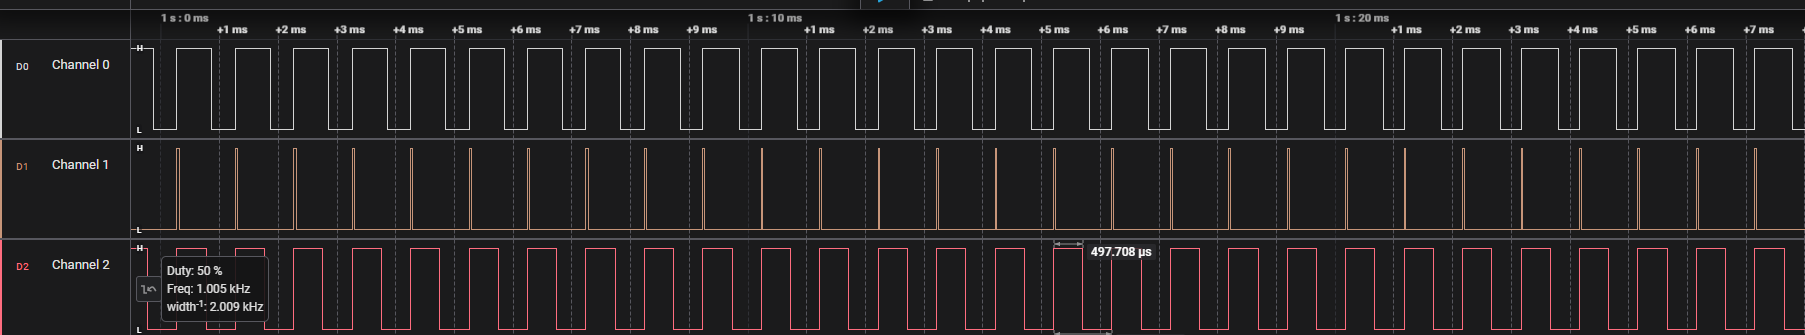 1 s : 0 ms 1 s : 10 ms 1 s : 20 ms
+1 ms +2 ms +3 ms +4 ms +5 ms +6 ms +7 ms +8 ms +9 ms +1 ms +2 ms +3 ms +4 ms +5 ms +6 ms +7 ms +8 ms +9 ms +1 ms +2 ms +3 ms +4 ms +5 ms +6 ms +7 ms
H
D0 Channel 0
L
H
D1 Channel 1
L
H
497.708 µs
D2 Channel 2
Duty: 50 %
Freq: 1.005 kHz
width-1: 2.009 kHz
L